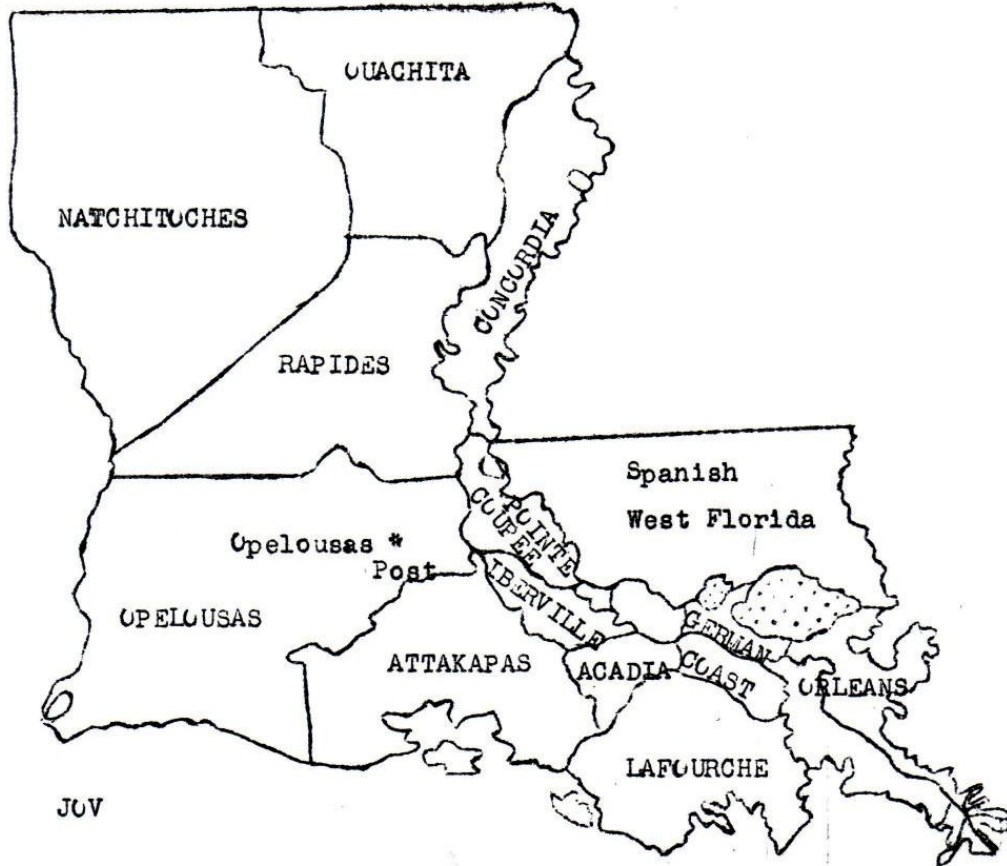 OUACHITA
NATCHITOCHES
CONCORDIA
RAPIDES
Spanish
West Florida
POINTE
COUPEE
Opelousas *
Post
IBERVILLE
OPELOUSAS
GERMAN
COAST
ATTAKAPAS
ACADIA
ORLEANS
LAFOURCHE
JOV